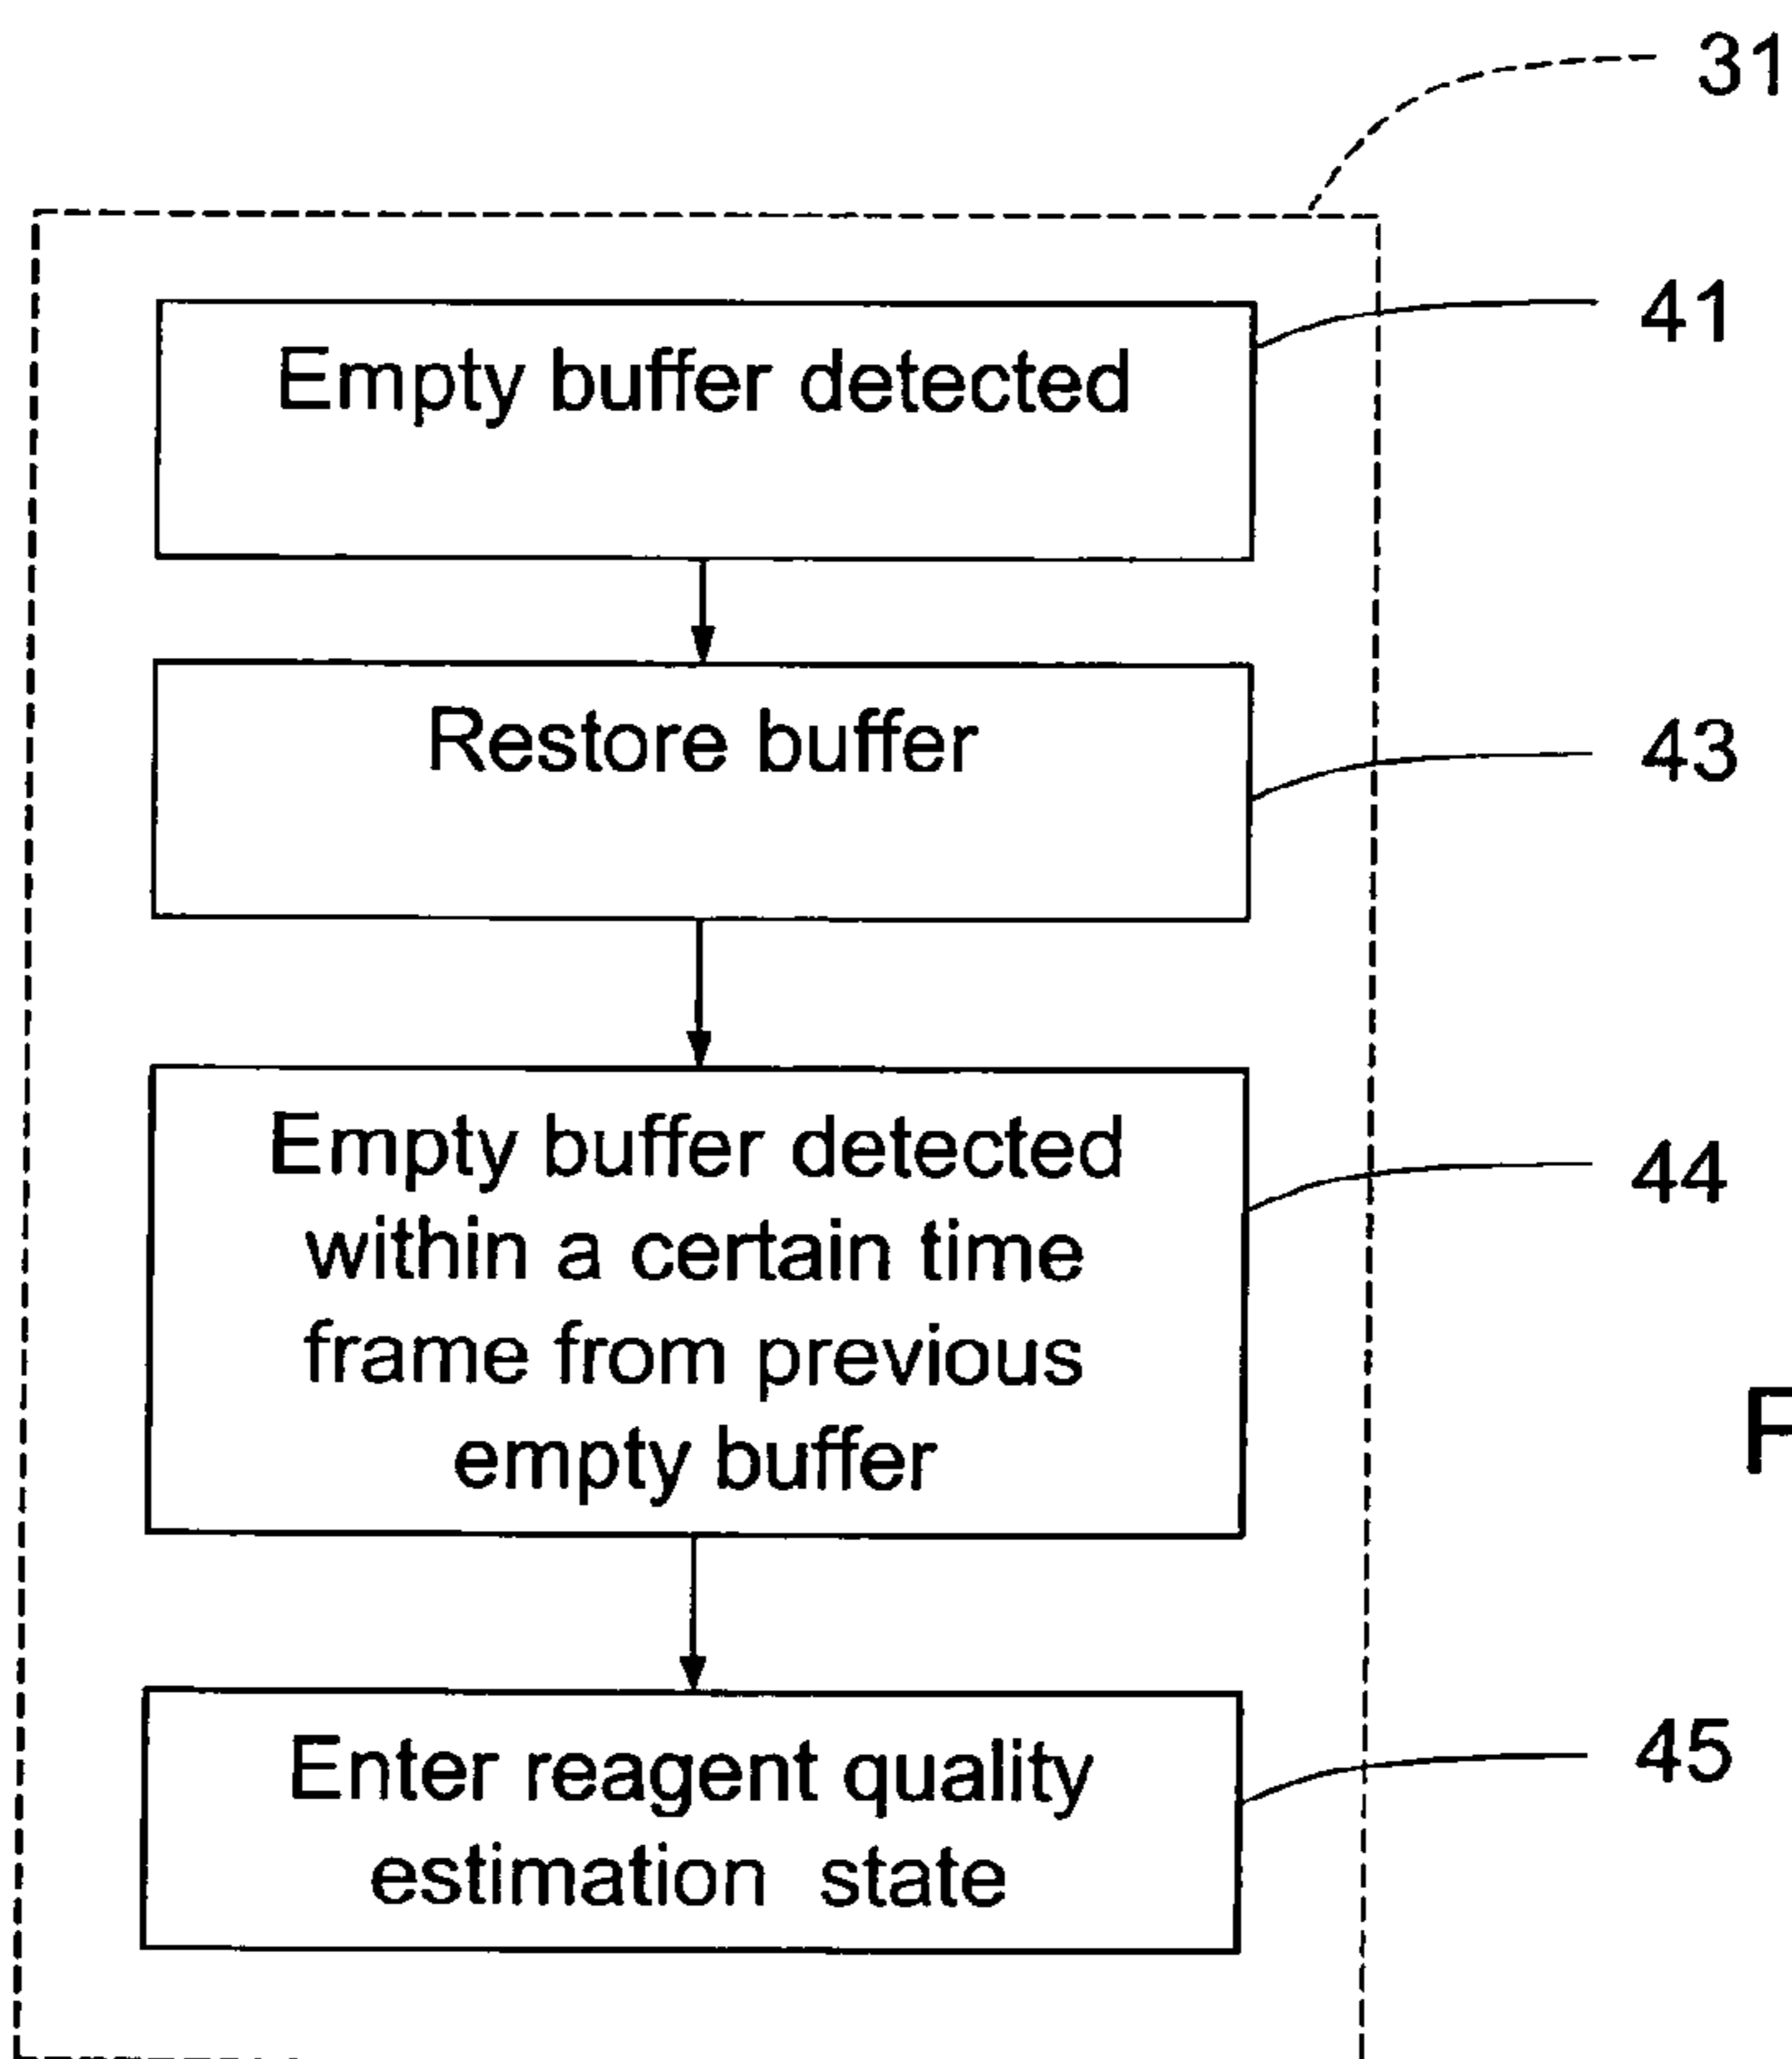 31
Empty buffer detected
41
Restore buffer
43
Empty buffer detected
within a certain time
frame from previous
empty buffer
44
F
Enter reagent quality
estimation state
45